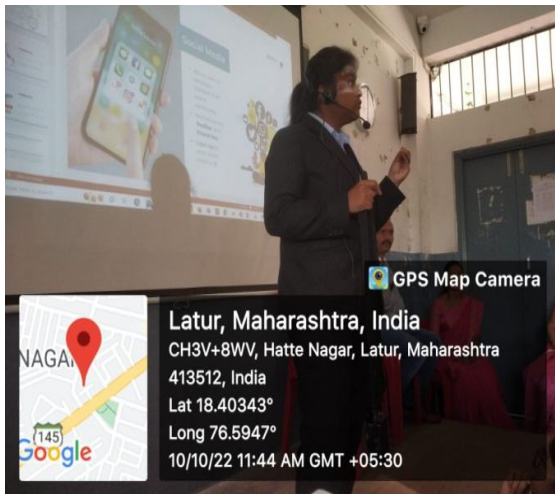 Social Media
GPS Map Camera
Latur, Maharashtra, India
CH3V+8WV, Hatte Nagar, Latur, Maharashtra
413512, India
Lat 18.40343°
Long 76.5947°
10/10/22 11:44 AM GMT +05:30
NAGA
145
Google